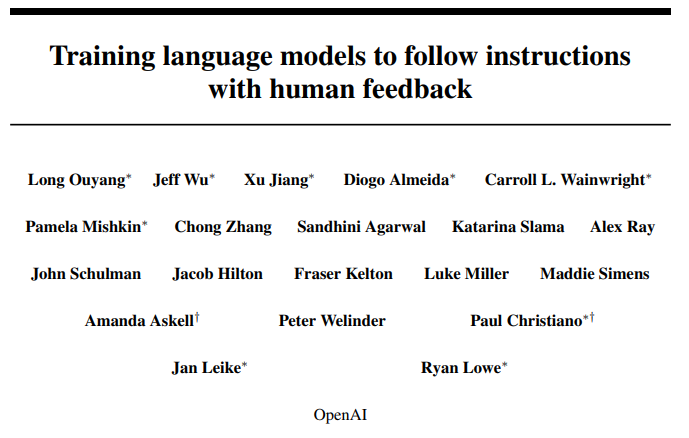 Training language models to follow instructions
with human feedback
Long Ouyang* Jeff Wu* Xu Jiang* Diogo Almeida* Carroll L. Wainwright*
Pamela Mishkin* Chong Zhang Sandhini Agarwal Katarina Slama Alex Ray
John Schulman Jacob Hilton Fraser Kelton Luke Miller Maddie Simens
Amanda Askell† Peter Welinder Paul Christiano*†
Jan Leike* Ryan Lowe*
OpenAI